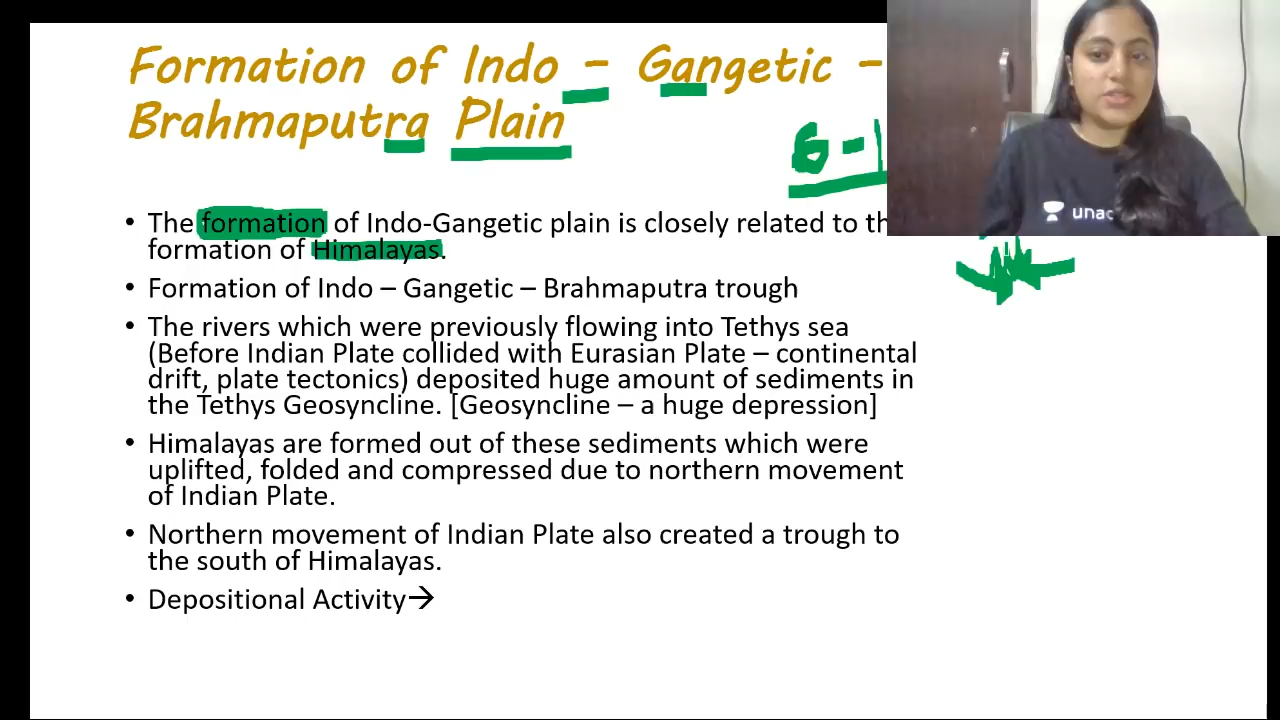 Formation of Indo – Gangetic –
Brahmaputra Plain
6-1
• The formation of Indo-Gangetic plain is closely related to th
formation of Himalayas.
• Formation of Indo – Gangetic – Brahmaputra trough
• The rivers which were previously flowing into Tethys sea
(Before Indian Plate collided with Eurasian Plate – continental
drift, plate tectonics) deposited huge amount of sediments in
the Tethys Geosyncline. [Geosyncline – a huge depression]
• Himalayas are formed out of these sediments which were
uplifted, folded and compressed due to northern movement
of Indian Plate.
• Northern movement of Indian Plate also created a trough to
the south of Himalayas.
• Depositional Activity→
unac